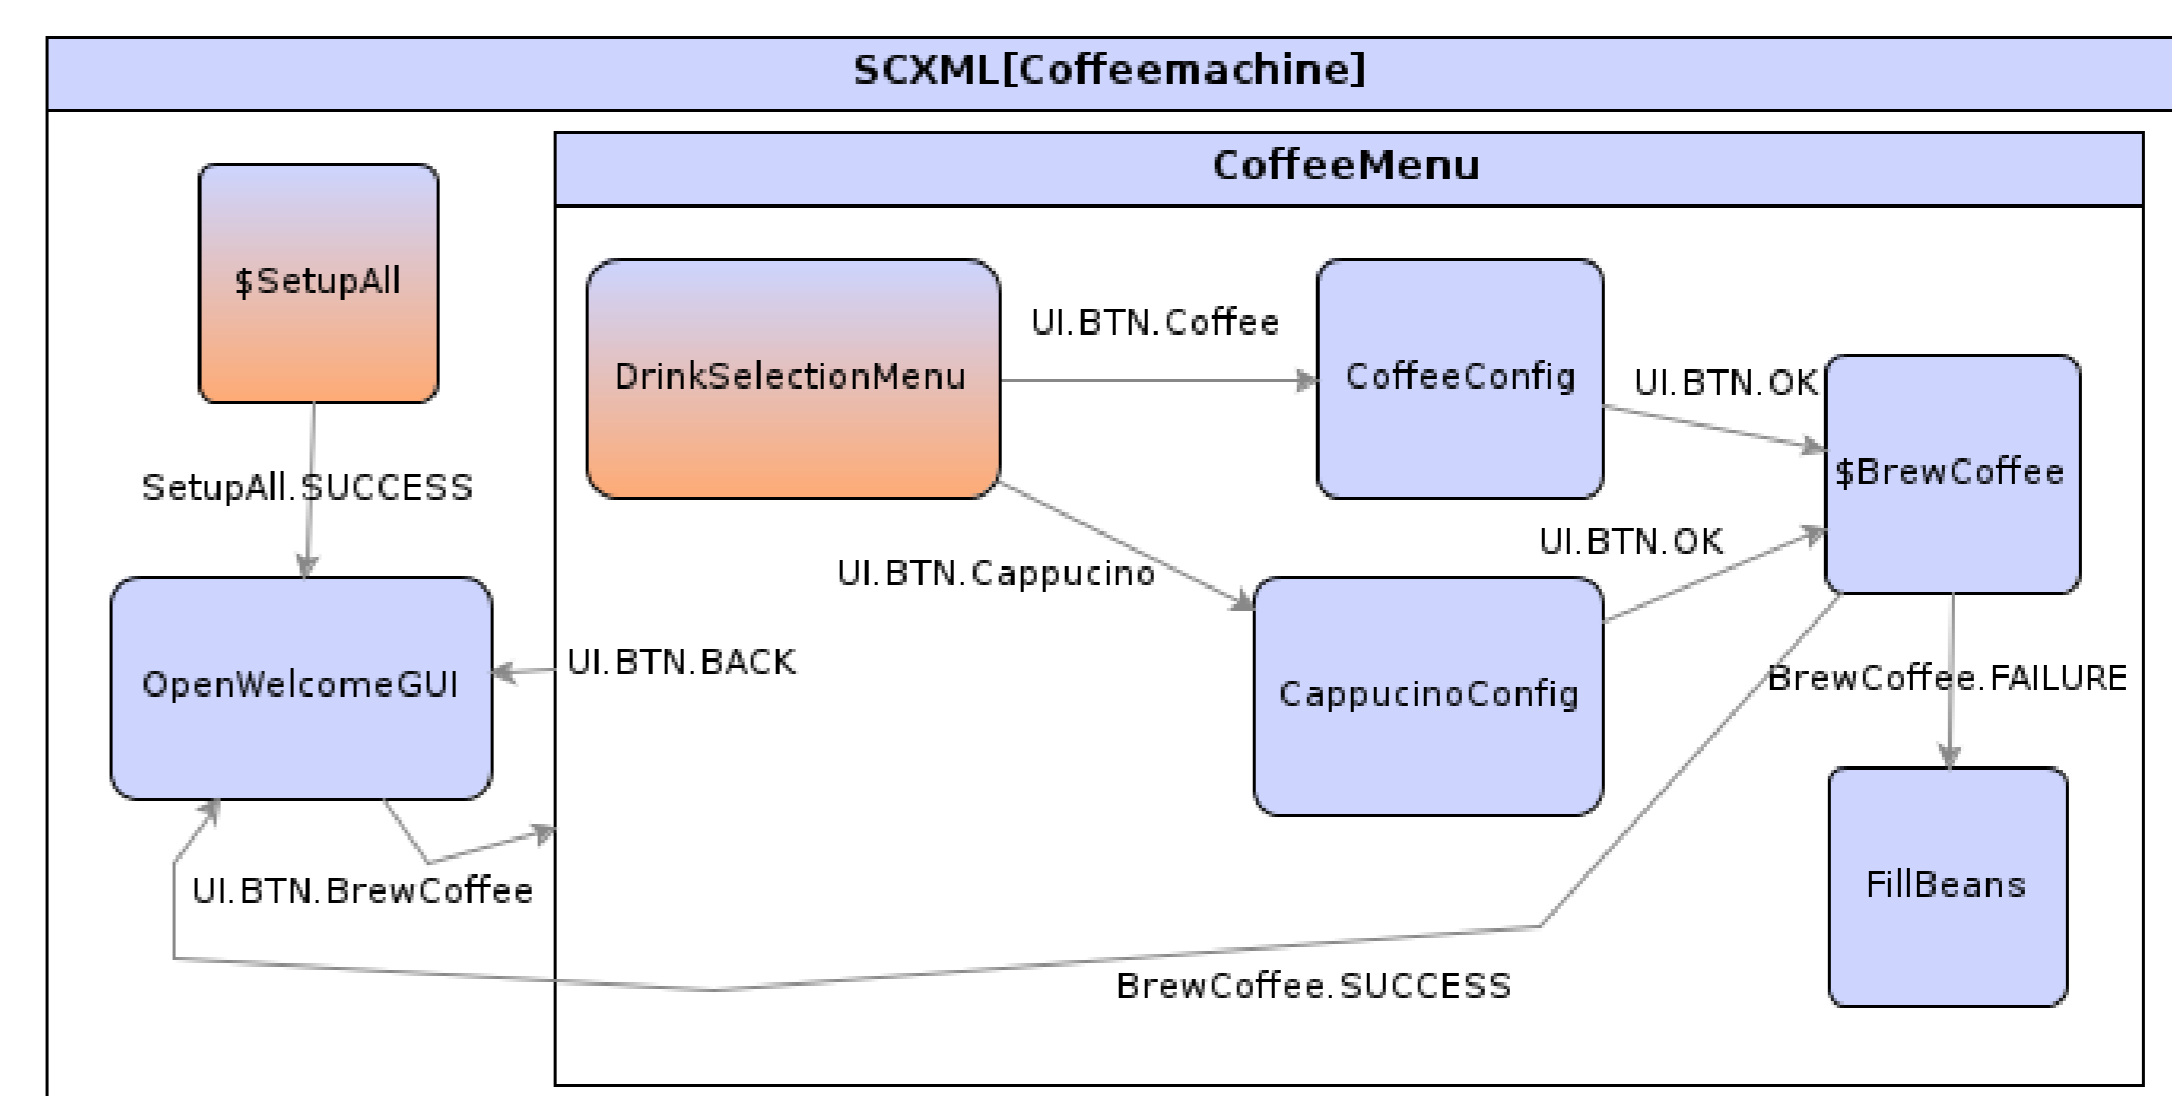 SCXML[Coffeemachine]
CoffeeMenu
$SetupAll
DrinkSelectionMenu
UI.BTN.Coffee
CoffeeConfig
UI.BTN.OK
$BrewCoffee
SetupAll.SUCCESS
UI.BTN.Cappucino
UI.BTN.OK
OpenWelcomeGUI
UI.BTN.BACK
CappucinoConfig
BrewCoffee.FAILURE
UI.BTN.BrewCoffee
FillBeans
BrewCoffee.SUCCESS